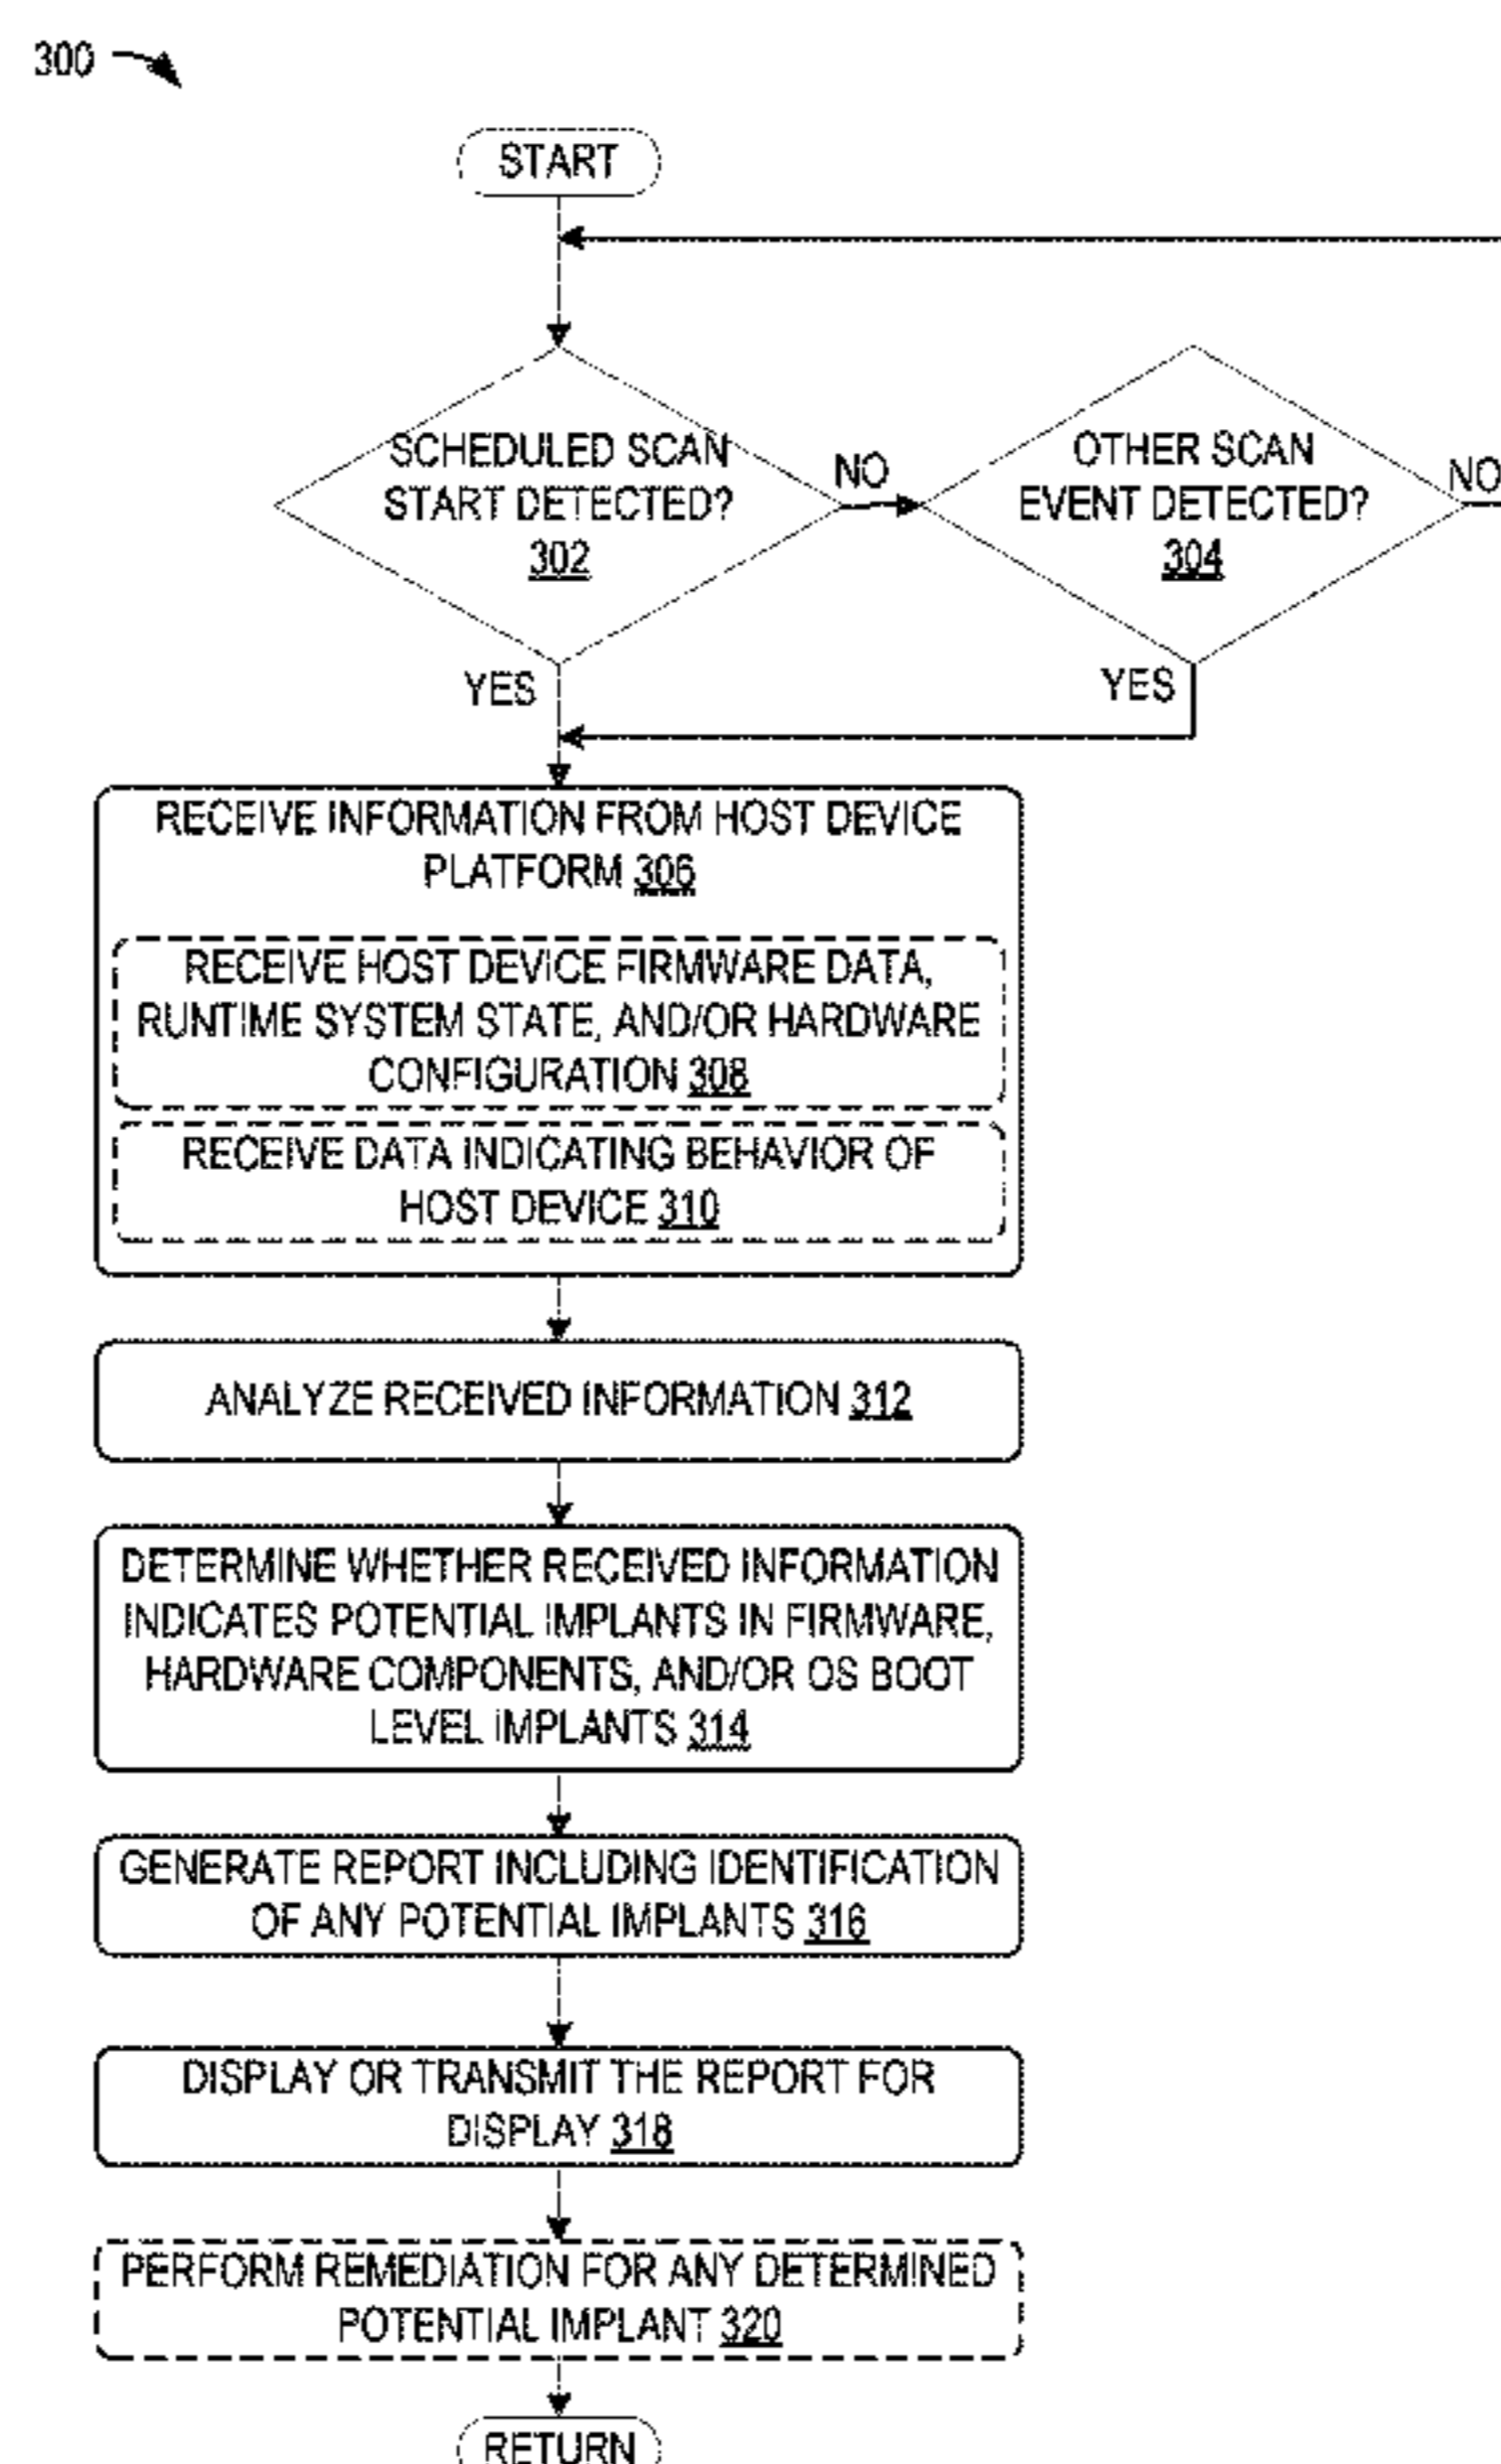 300
START
SCHEDULED SCAN
START DETECTED?
302
NO
OTHER SCAN
EVENT DETECTED?
304
NO
YES
YES
RECEIVE INFORMATION FROM HOST DEVICE
PLATFORM 306
RECEIVE HOST DEVICE FIRMWARE DATA,
RUNTIME SYSTEM STATE, AND/OR HARDWARE
CONFIGURATION 308
RECEIVE DATA INDICATING BEHAVIOR OF
HOST DEVICE 310
ANALYZE RECEIVED INFORMATION 312
DETERMINE WHETHER RECEIVED INFORMATION
INDICATES POTENTIAL IMPLANTS IN FIRMWARE,
HARDWARE COMPONENTS, AND/OR OS BOOT
LEVEL IMPLANTS 314
GENERATE REPORT INCLUDING IDENTIFICATION
OF ANY POTENTIAL IMPLANTS 316
DISPLAY OR TRANSMIT THE REPORT FOR
DISPLAY 318
PERFORM REMEDIATION FOR ANY DETERMINED
POTENTIAL IMPLANT 320
RETURN